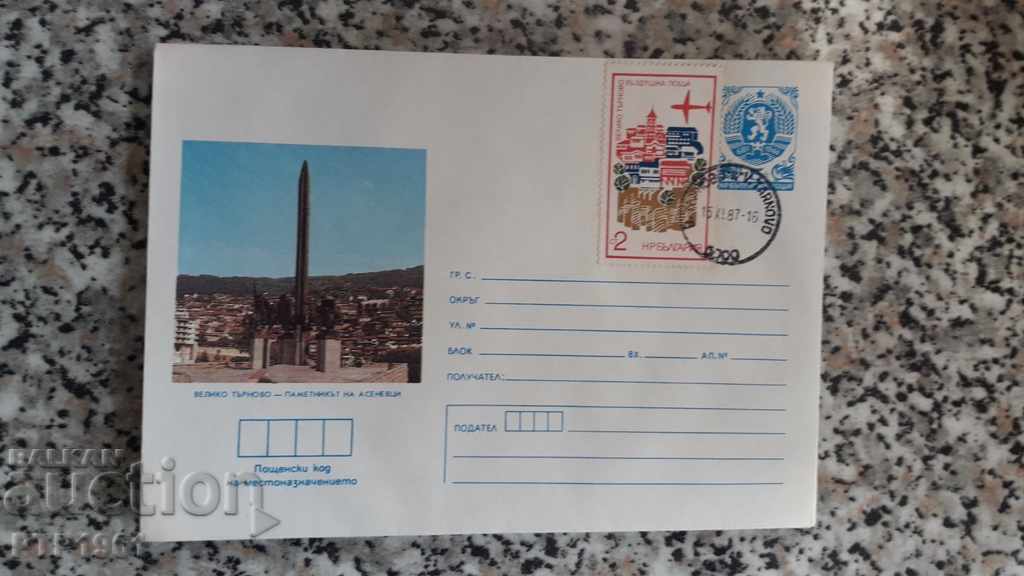 ВЕЛИКО ТЪРНОВО ВЪЗДУШНА ПОЩА
2
НР БЪЛГАРИЯ
15.XI.87-16
ГР. С.
ОКРЪГ
УЛ. №
БЛОК ВХ. АП. №
ПОЛУЧАТЕЛ:
ВЕЛИКО ТЪРНОВО — ПАМЕТНИКЪТ НА АСЕНЕВЦИ
ПОДАТЕЛ
Пощенски код
на местоназначението
BALKAN
auction
PTP1961